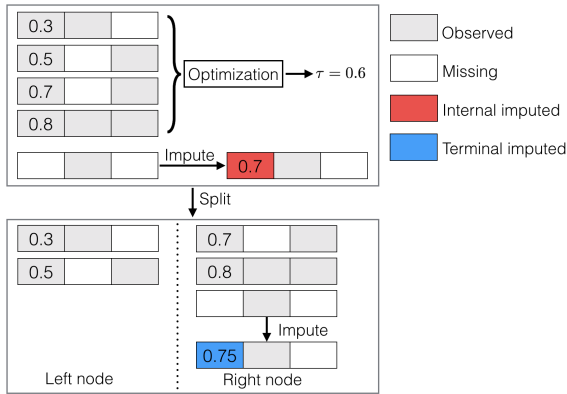 0.3
0.5
0.7
0.8
Optimization
τ = 0.6
Impute
0.7
Observed
Missing
Internal imputed
Terminal imputed
Split
0.3
0.5
Left node
0.7
0.8
Impute
0.75
Right node